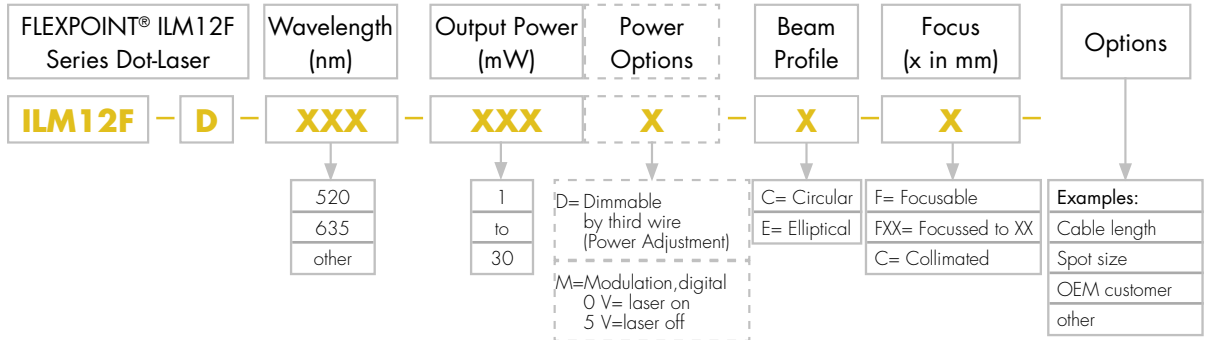 FLEXPOINT® ILM12F
Series Dot-Laser
Wavelength
(nm)
Output Power
(mW)
Power
Options
Beam
Profile
Focus
(x in mm)
Options
ILM12F – D – XXX – XXX X – X – X –
520
635
other
1
to
30
D= Dimmable
by third wire
(Power Adjustment)
M=Modulation,digital
0 V= laser on
5 V=laser off
C= Circular
E= Elliptical
F= Focusable
FXX= Focussed to XX
C= Collimated
Examples:
Cable length
Spot size
OEM customer
other